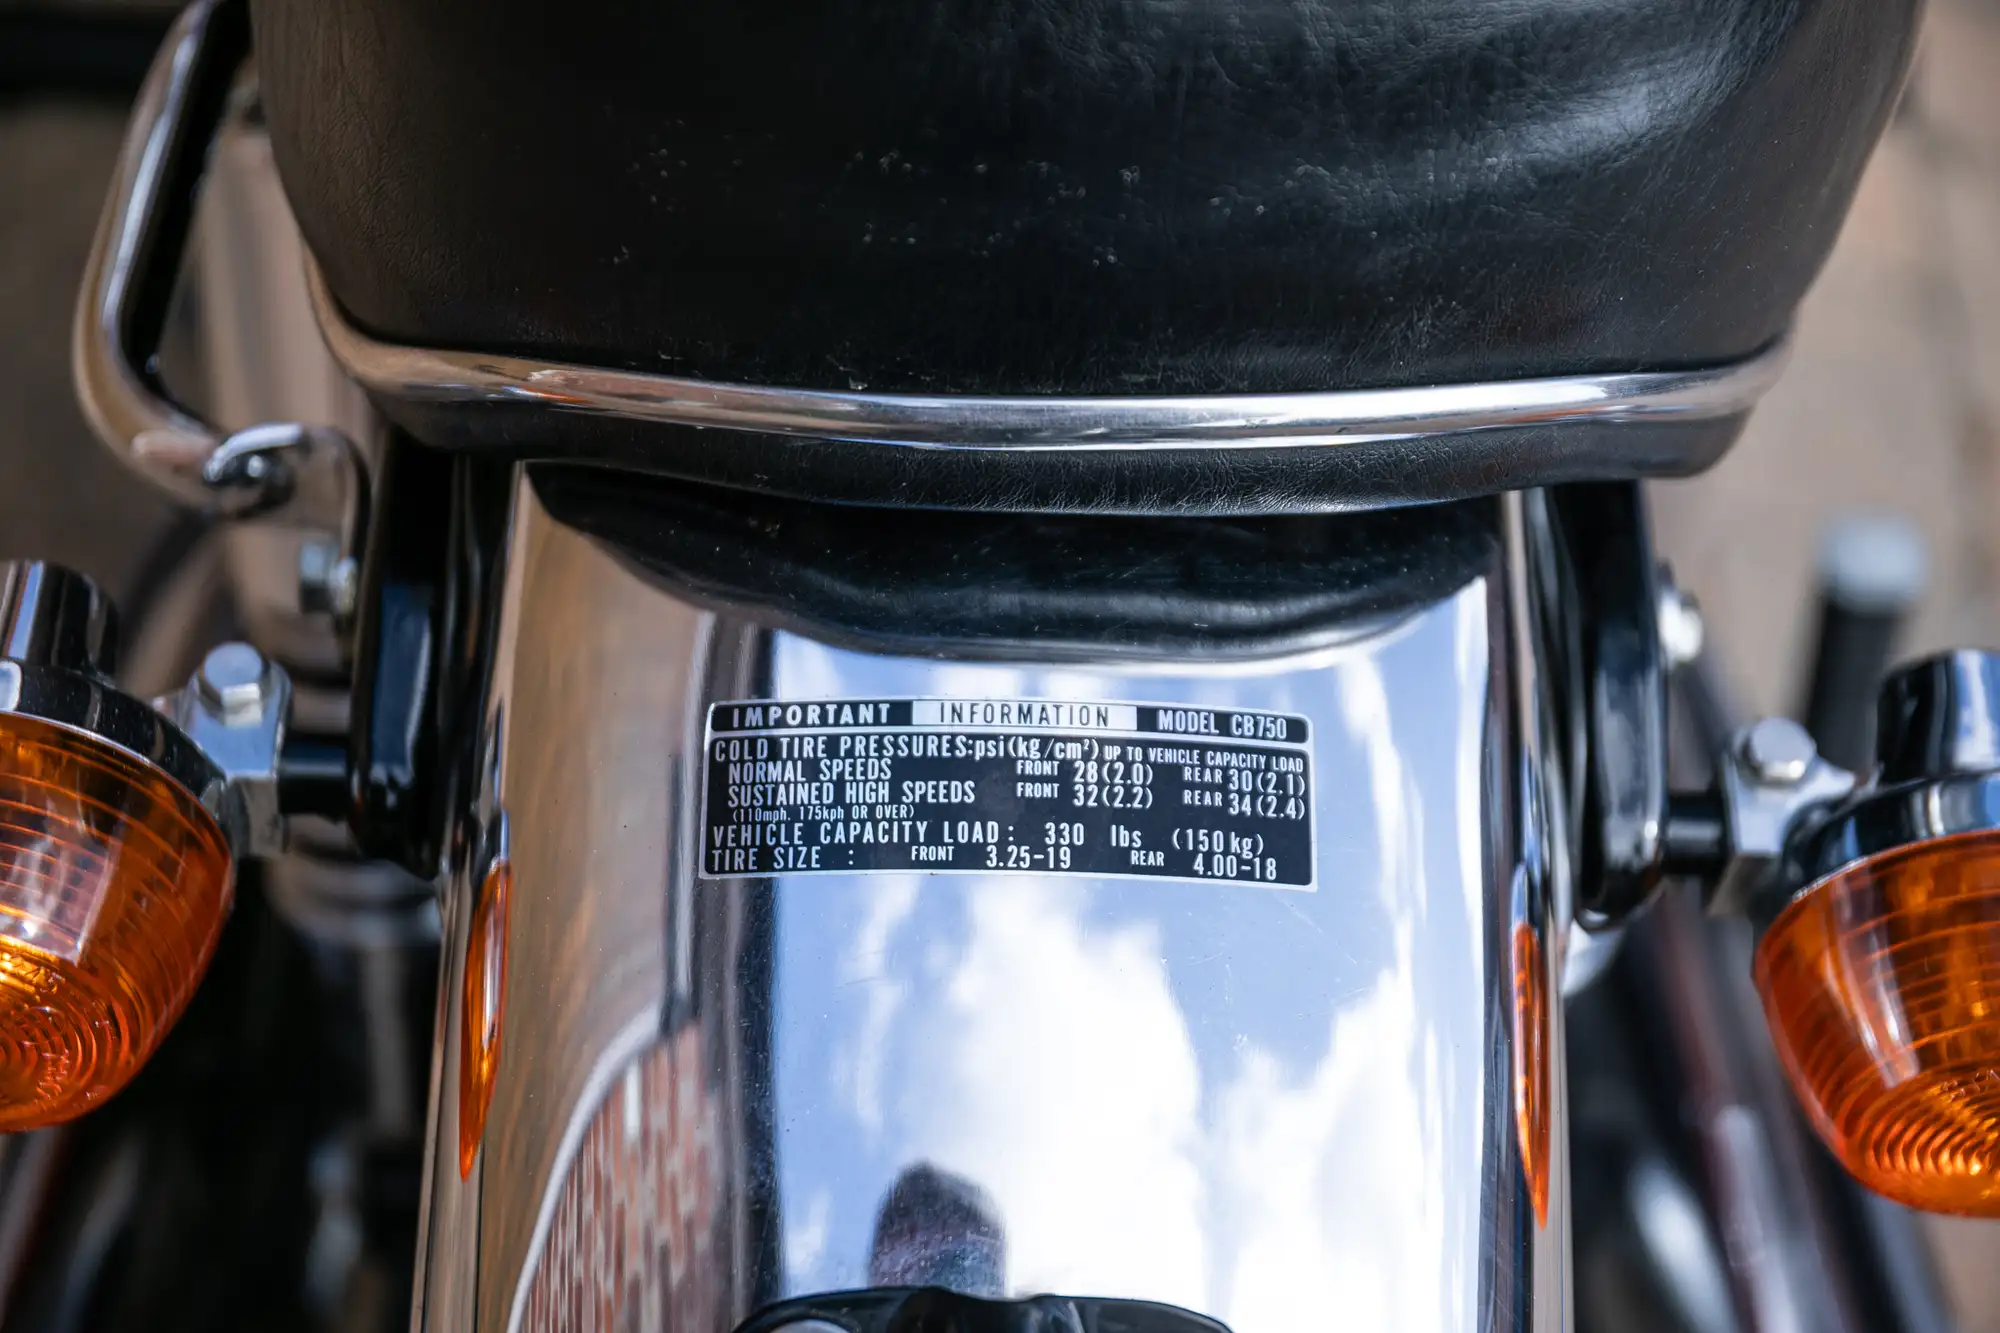 IMPORTANT INFORMATION MODEL CB750
COLD TIRE PRESSURES:psi(kg/cm²) UP TO VEHICLE CAPACITY LOAD
NORMAL SPEEDS FRONT 28(2.0) REAR 30(2.1)
SUSTAINED HIGH SPEEDS FRONT 32(2.2) REAR 34(2.4)
(110mph. 175kph OR OVER)
VEHICLE CAPACITY LOAD: 330 lbs (150kg)
TIRE SIZE : FRONT 3.25-19 REAR 4.00-18